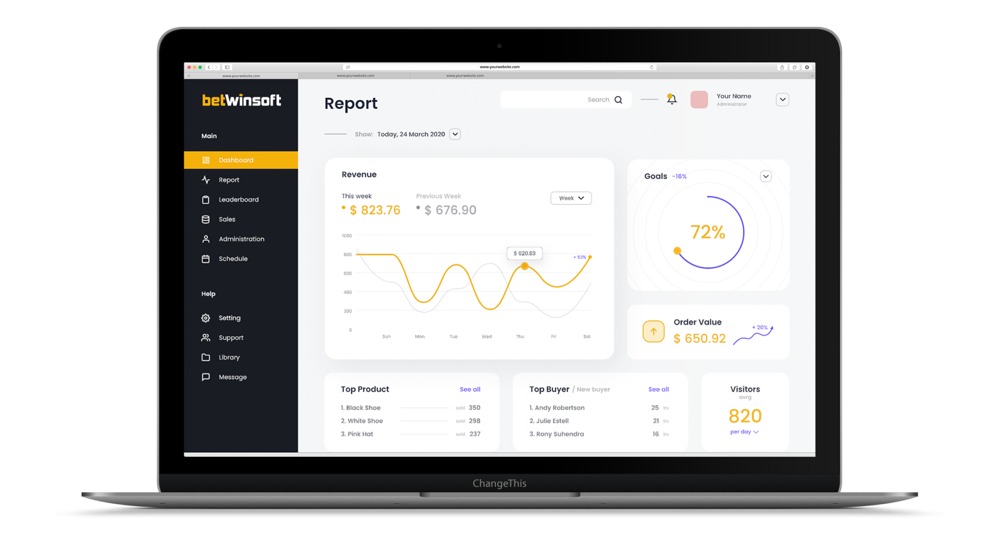 www.yourwebsite.com
www.yourwebsite.com
www.yourwebsite.com
www.yourwebsite.com
betWinsoft
Main
Dashboard
Report
Leaderboard
Sales
Administration
Schedule
Help
Setting
Support
Library
Message
Report
Search
Your Name
Administrator
Show: Today, 24 March 2020
Revenue
This week
$ 823.76
Previous Week
$ 676.90
Week
1000
800
600
400
200
0
$ 620.83
+ 53%
Sun Mon Tue Wed Thu Fri Sat
Goals -16%
72%
Order Value
$ 650.92
+ 20%
Top Product See all
1. Black Shoe sold 350
2. White Shoe sold 298
3. Pink Hat sold 237
Top Buyer / New buyer See all
1. Andy Robertson 25 trs
2. Julie Estell 21 trs
3. Rony Suhendra 16 trs
Visitors
avrg
820
per day
ChangeThis